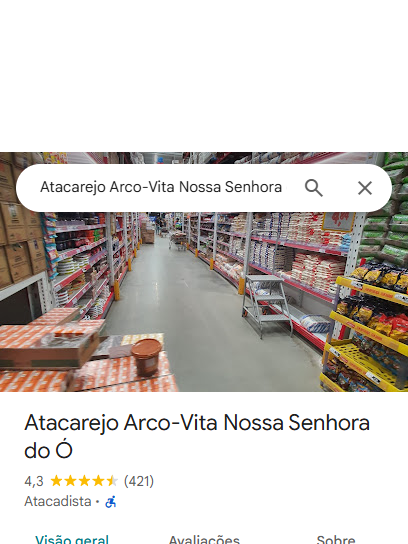 Atacarejo Arco-Vita Nossa Senhora
Atacarejo Arco-Vita Nossa Senhora
do Ó
4,3 (421)
Atacadista ·
Visão geral Avaliações Sobre